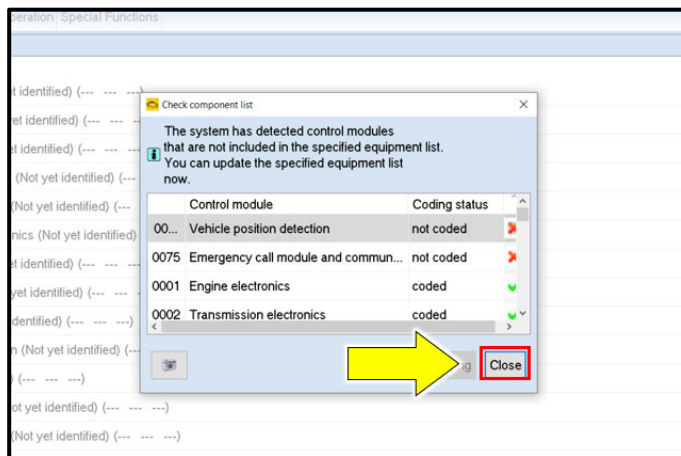 peration Special Functions
t identified) (--- --- ---)
et identified) (--- --- ---
Check component list
The system has detected control modules
that are not included in the specified equipment list.
You can update the specified equipment list
now.
Control module Coding status
00... Vehicle position detection not coded
0075 Emergency call module and commun... not coded
0001 Engine electronics coded
0002 Transmission electronics coded
g Close
et identified) (---
(Not yet identified) (---
(Not yet identified) (---
nics (Not yet identified)
t identified) (--- ---
yet identified) (---
dentified) (--- --- ---)
n (Not yet identified) (---
) (--- --- ---)
ot yet identified) (--- --- ---)
(Not yet identified) (--- --- ---)